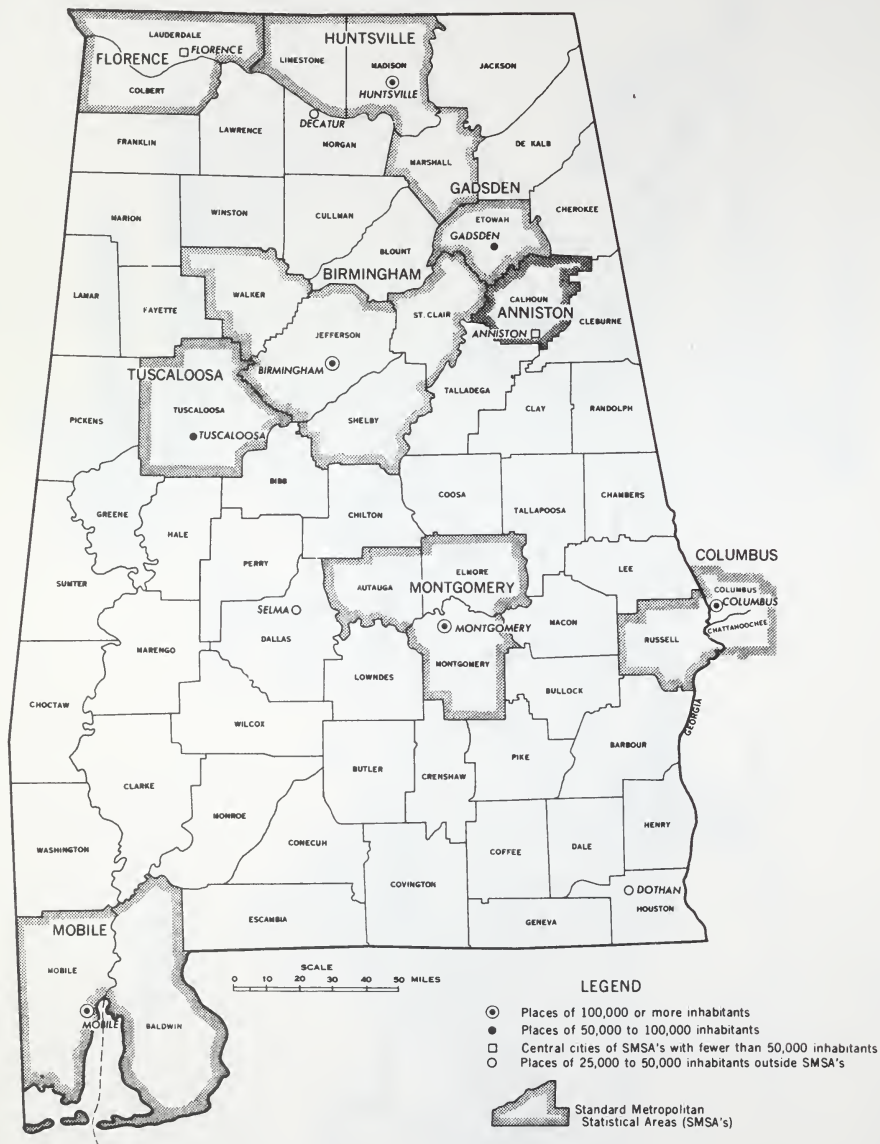 LAUDERDALE
FLORENCE
FLORENCE
COLBERT
HUNTSVILLE
LIMESTONE
MADISON
HUNTSVILLE
JACKSON
DECATUR
FRANKLIN
LAWRENCE
MORGAN
MARSHALL
DE KALB
GADSDEN
MARION
WINSTON
CULLMAN
BLOUNT
ETOWAH
GADSDEN
CHEROKEE
BIRMINGHAM
LAMAR
FAYETTE
WALKER
JEFFERSON
BIRMINGHAM
ST. CLAIR
CALHOUN
ANNISTON
ANNISTON
CLEBURNE
TUSCALOOSA
TUSCALOOSA
TUSCALOOSA
PICKENS
SHELBY
TALLADEGA
CLAY
RANDOLPH
BIBB
GREENE
HALE
CHILTON
COOSA
TALLAPOOSA
CHAMBERS
SUMTER
PERRY
AUTAUGA
ELMORE
MONTGOMERY
LEE
COLUMBUS
COLUMBUS
COLUMBUS
CHATTAHOOCHEE
SELMA
DALLAS
MONTGOMERY
MONTGOMERY
MACON
RUSSELL
MARENGO
LOWNDES
BULLOCK
CHOCTAW
WILCOX
GEORGIA
CLARKE
BUTLER
CRENSHAW
PIKE
BARBOUR
MONROE
WASHINGTON
CONECUH
COFFEE
DALE
HENRY
COVINGTON
DOTHAN
HOUSTON
ESCAMBIA
GENEVA
MOBILE
MOBILE
MOBILE
BALDWIN
SCALE
0 10 20 30 40 50 MILES
LEGEND
Places of 100,000 or more inhabitants
Places of 50,000 to 100,000 inhabitants
Central cities of SMSA's with fewer than 50,000 inhabitants
Places of 25,000 to 50,000 inhabitants outside SMSA's
Standard Metropolitan
Statistical Areas (SMSA's)